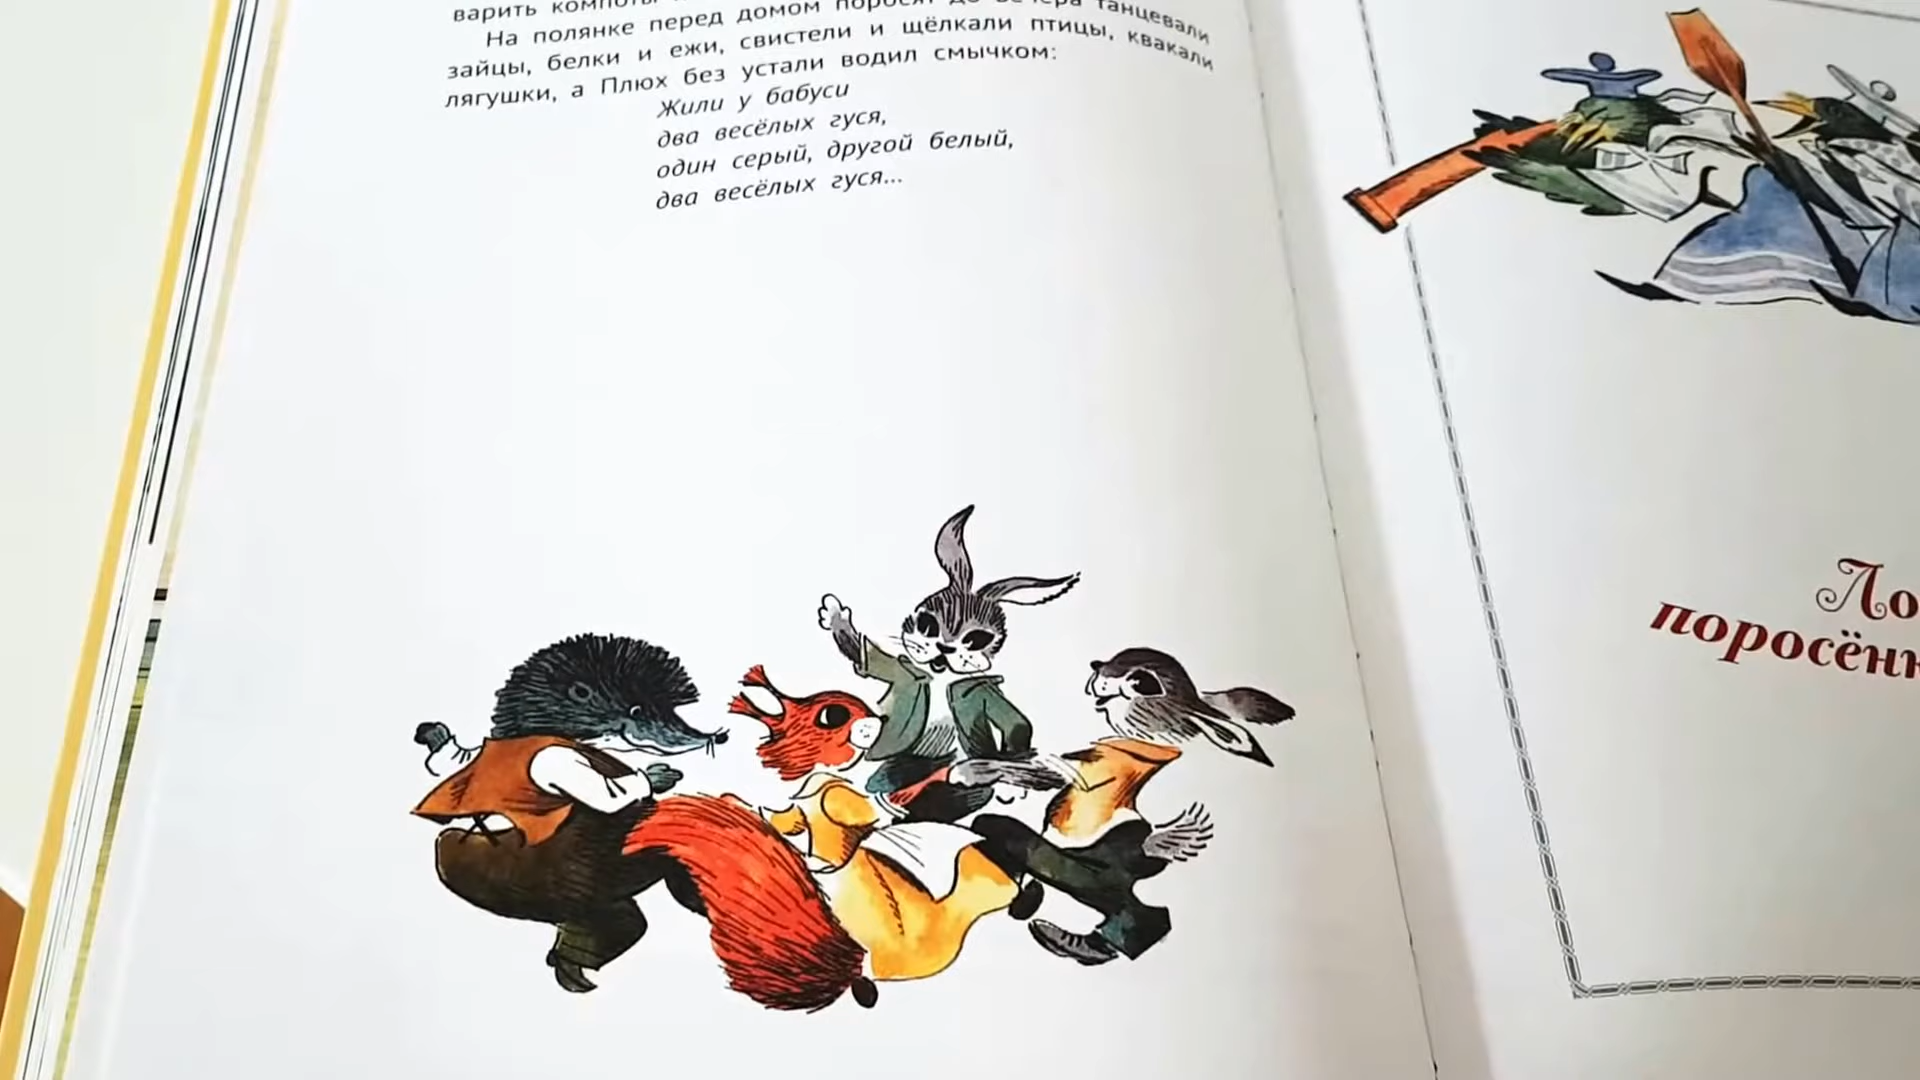 варить компоты
На полянке перед домом поросят до вечера танцевали
зайцы, белки и ежи, свистели и щёлкали птицы, квакали
лягушки, а Плюх без устали водил смычком:
Жили у бабуси
два весёлых гуся,
один серый, другой белый,
два весёлых гуся...